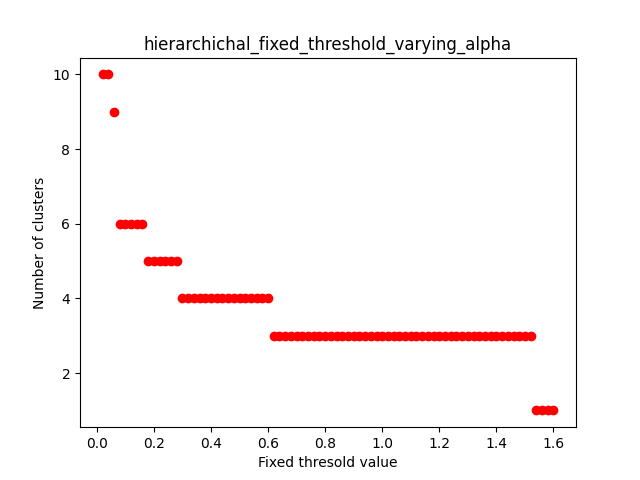 hierarchichal_fixed_threshold_varying_alpha
10
8
6
4
2
Number of clusters
0.0 0.2 0.4 0.6 0.8 1.0 1.2 1.4 1.6
Fixed thresold value